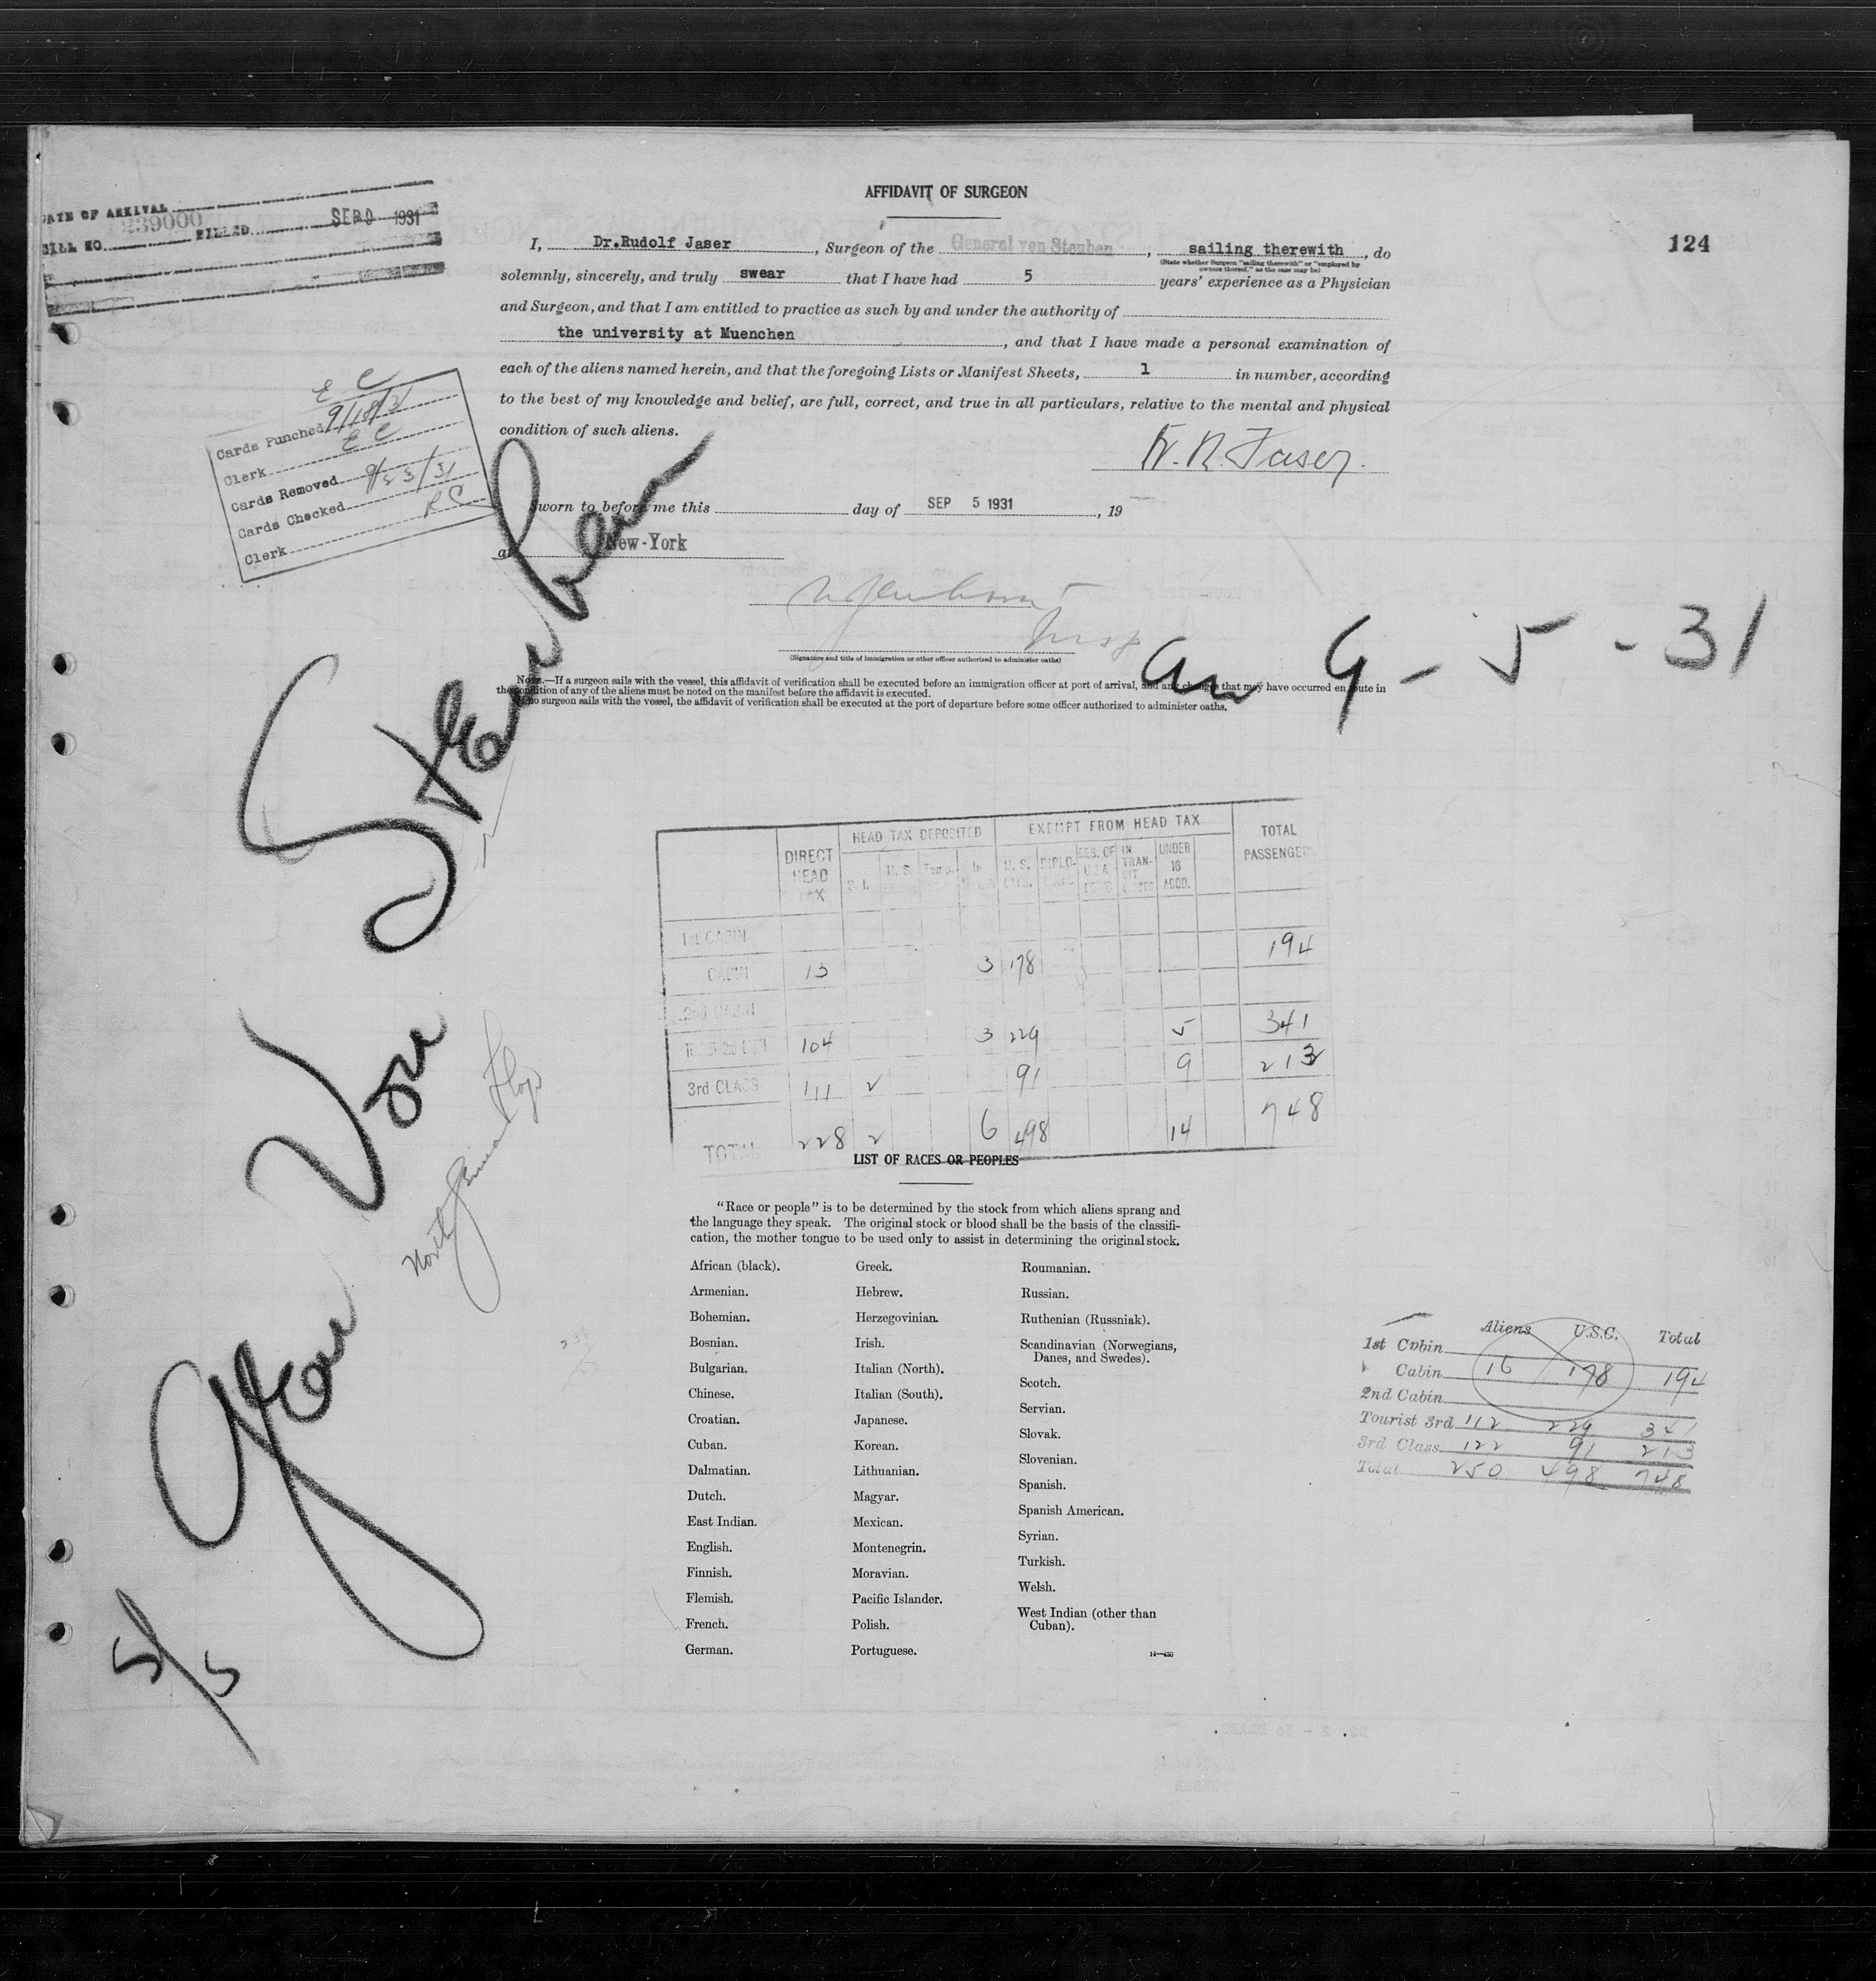 AFFIDAVIT OF SURGEON
124
DATE OF ARRIVAL
BILL NO. 239000 FILLED SEP 9 1931
I, Dr.Rudolf Jaser, Surgeon of the General von Steuben, sailing therewith, do
(State whether Surgeon "sailing therewith" or "employed by
owners thereof," as the case may be)
solemnly, sincerely, and truly swear that I have had 5 years' experience as a Physician
and Surgeon, and that I am entitled to practice as such by and under the authority of
the university at Muenchen, and that I have made a personal examination of
each of the aliens named herein, and that the foregoing Lists or Manifest Sheets, 1 in number, according
to the best of my knowledge and belief, are full, correct, and true in all particulars, relative to the mental and physical
condition of such aliens.
Dr. R. Jaser.
E C
Cards Punched 9/18/31
Clerk E C
Cards Removed
Cards Checked 9/23/31
Clerk R S
Sworn to before me this day of SEP 5 1931, 19
at New-York
Insp
(Signature and title of immigration or other officer authorized to administer oaths)
NOTE.—If a surgeon sails with the vessel, this affidavit of verification shall be executed before an immigration officer at port of arrival, and any changes that may have occurred en route in
the condition of any of the aliens must be noted on the manifest before the affidavit is executed.
If no surgeon sails with the vessel, the affidavit of verification shall be executed at the port of departure before some officer authorized to administer oaths.
Arr 9-5-31
Gen Von Steuben
North German Lloyd
5/5
DIRECT HEAD TAX HEAD TAX DEPOSITED EXEMPT FROM HEAD TAX TOTAL PASSENGERS
S. I. U. S. Temp. In U. S. CITS. DIPLO- RES. OF U.S.A. IN TRANSIT UNDER 16 ACCD.
1st CABIN
CABIN 13 3 178 194
2nd CABIN
104 3 229 5 341
3rd CLASS 111 2 91 9 213
TOTAL 228 2 6 498 14 748
LIST OF RACES OR PEOPLES
"Race or people" is to be determined by the stock from which aliens sprang and
the language they speak. The original stock or blood shall be the basis of the classifi-
cation, the mother tongue to be used only to assist in determining the original stock.
African (black).
Armenian.
Bohemian.
Bosnian.
Bulgarian.
Chinese.
Croatian.
Cuban.
Dalmatian.
Dutch.
East Indian.
English.
Finnish.
Flemish.
French.
German.
Greek.
Hebrew.
Herzegovinian.
Irish.
Italian (North).
Italian (South).
Japanese.
Korean.
Lithuanian.
Magyar.
Mexican.
Montenegrin.
Moravian.
Pacific Islander.
Polish.
Portuguese.
Roumanian.
Russian.
Ruthenian (Russniak).
Scandinavian (Norwegians,
Danes, and Swedes).
Scotch.
Servian.
Slovak.
Slovenian.
Spanish.
Spanish American.
Syrian.
Turkish.
Welsh.
West Indian (other than
Cuban).
14—430
Aliens U.S.C. Total
1st Cabin
Cabin 16 178 194
2nd Cabin
Tourist 3rd 112 229 341
3rd Class 122 91 213
Total 250 498 748